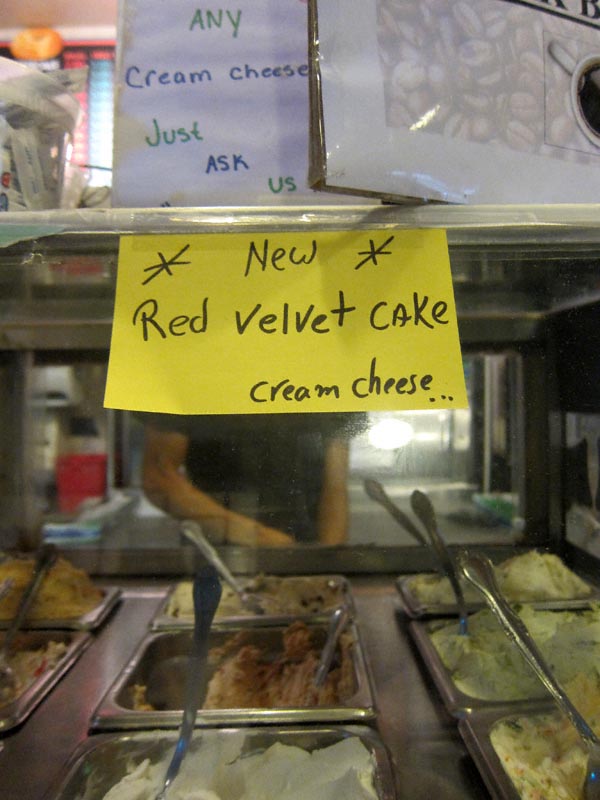 ANY
Cream cheese
Just
ASK
us
* New *
Red velvet CAKe
cream cheese...